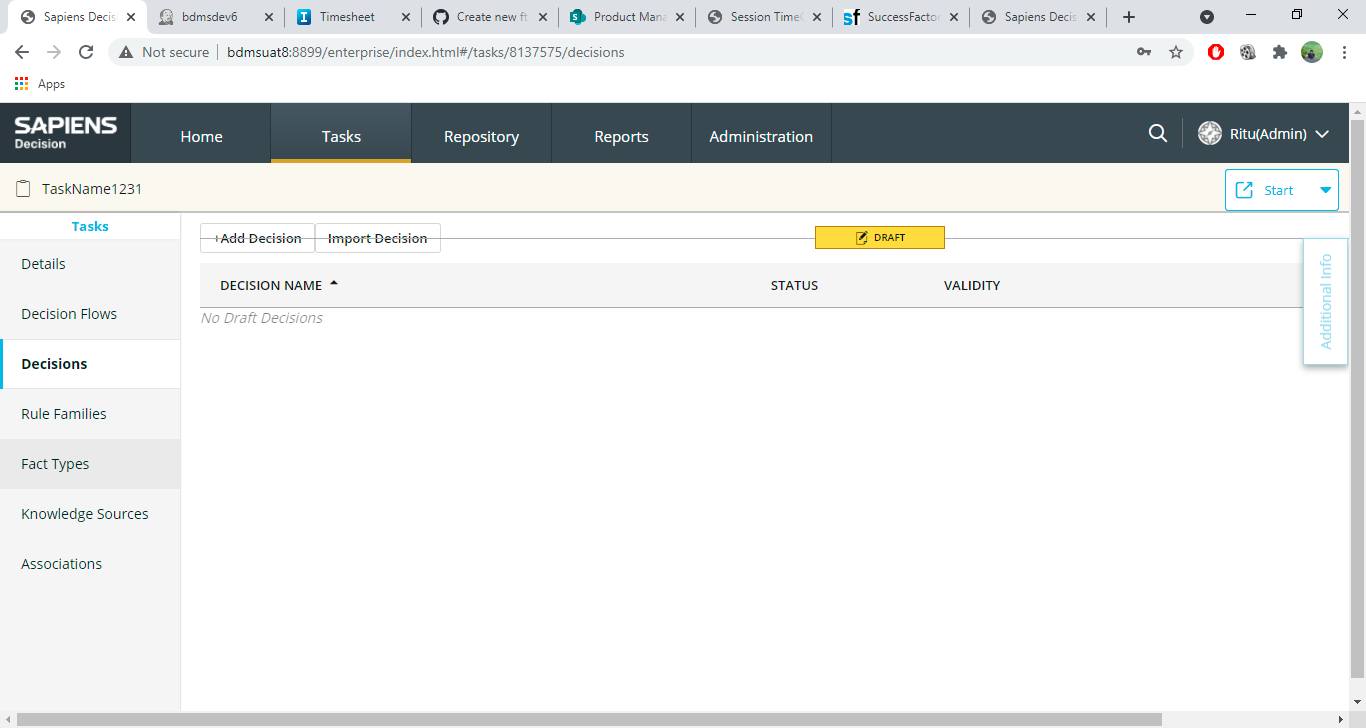 Sapiens Decis
bdmsdev6
Timesheet
Create new ft
Product Mana
Session Time
SuccessFactor
Sapiens Decis
Not secure
bdmsuat8:8899/enterprise/index.html#/tasks/8137575/decisions
Apps
SAPIENS
Decision
Home
Tasks
Repository
Reports
Administration
Ritu(Admin)
TaskName1231
Start
Tasks
Details
Decision Flows
Decisions
Rule Families
Fact Types
Knowledge Sources
Associations
+Add Decision
Import Decision
DRAFT
DECISION NAME
STATUS
VALIDITY
No Draft Decisions
Additional Info